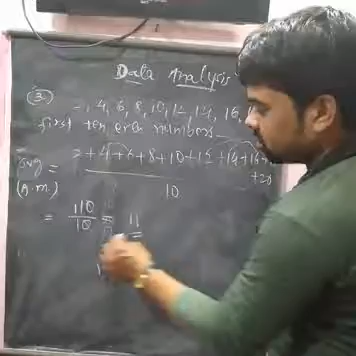 Data Analysis
(3.) 4, 6, 8, 10, 12, 14, 16,
first ten even numbers
Avg = 2+4+6+8+10+12+14+16+
+20
(A.M.) 10
= 110/10 = 11